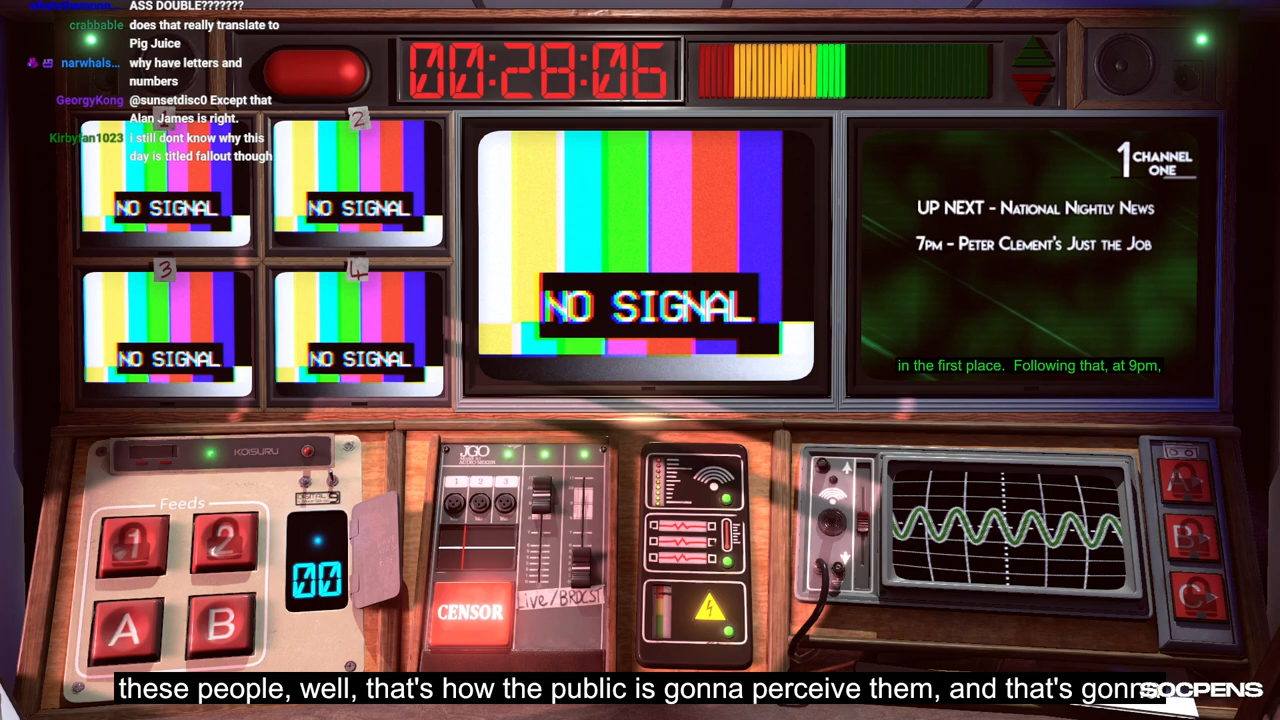 ASS DOUBLE???????
crabbable does that really translate to
Pig Juice
narwhals... why have letters and
numbers
GeorgyKong @sunsetdisc0 Except that
Alan James is right.
Kirbyfan1023 i still dont know why this
day is titled fallout though
00:28:06
2
NO SIGNAL
NO SIGNAL
3
4
NO SIGNAL
NO SIGNAL
NO SIGNAL
1 CHANNEL
ONE
UP NEXT - NATIONAL NIGHTLY NEWS
7PM - PETER CLEMENT'S JUST THE JOB
in the first place. Following that, at 9pm,
KOISURU
Feeds
1
2
A
B
00
JGO
1 2 3
CENSOR
Live/BRDCST
A
B
C
these people, well, that's how the public is gonna perceive them, and that's gonna
SOCPENS